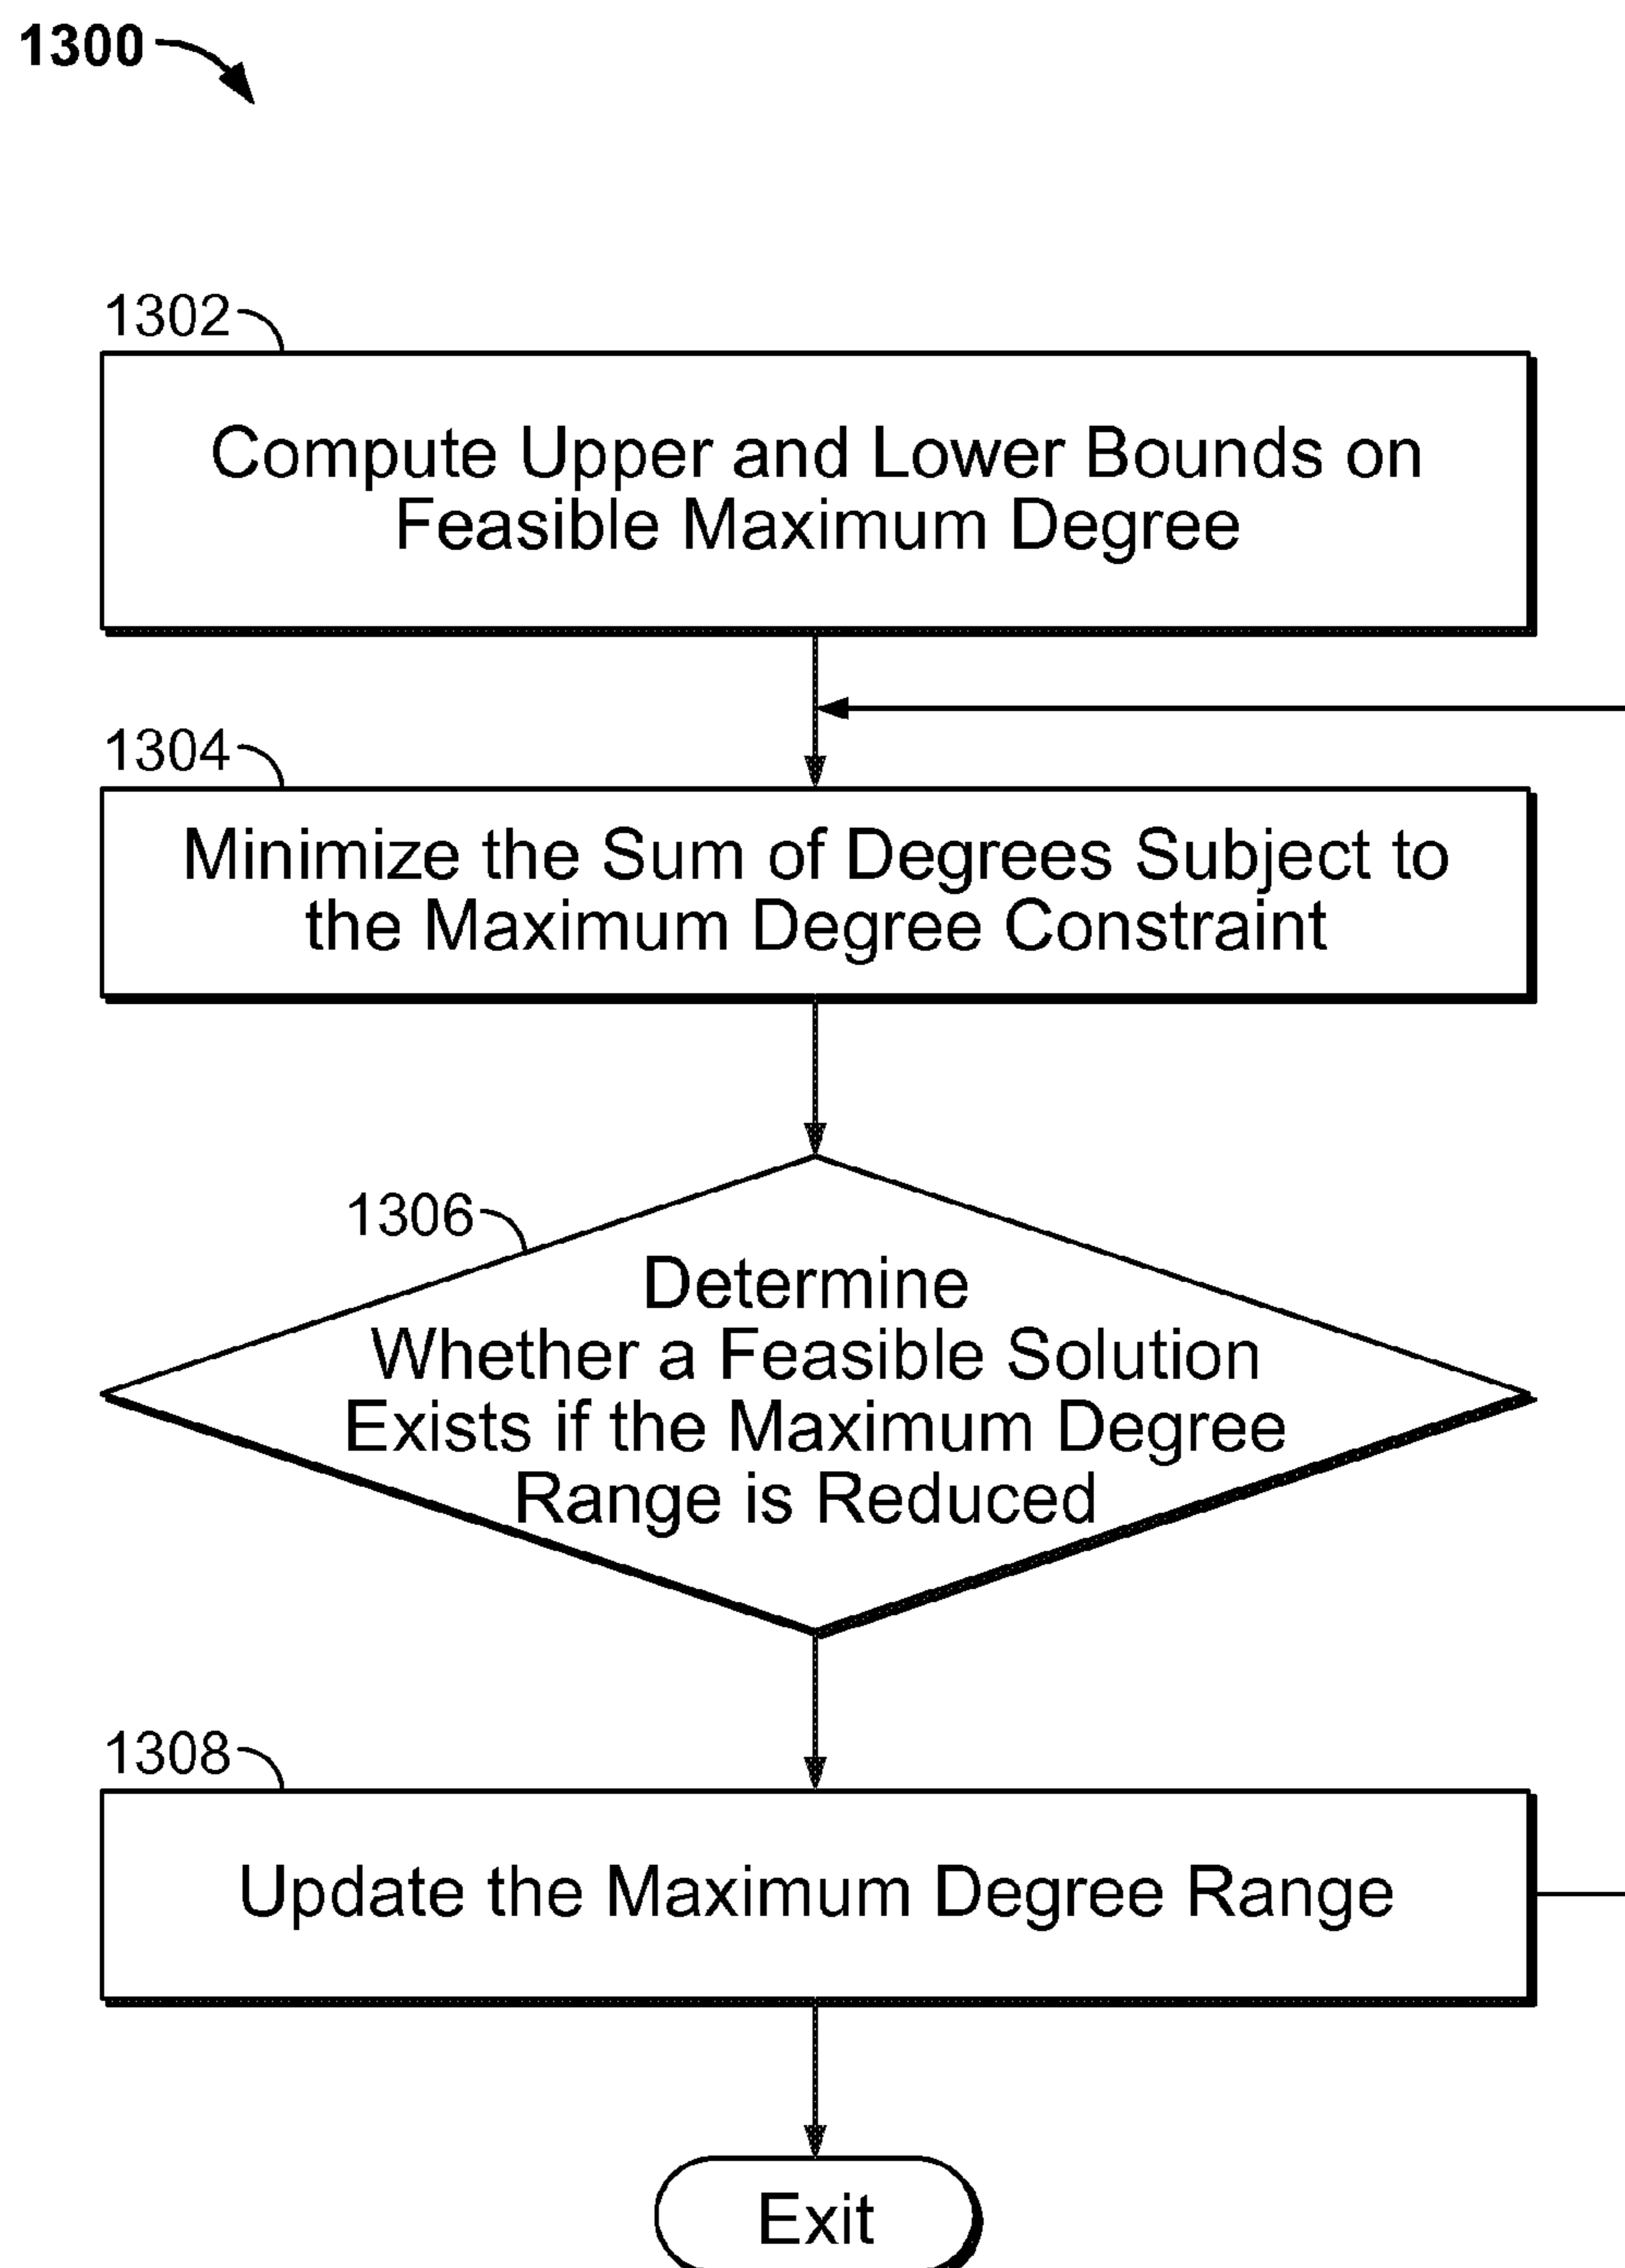 1300
1302
Compute Upper and Lower Bounds on
Feasible Maximum Degree
1304
Minimize the Sum of Degrees Subject to
the Maximum Degree Constraint
1306
Determine
Whether a Feasible Solution
Exists if the Maximum Degree
Range is Reduced
1308
Update the Maximum Degree Range
Exit